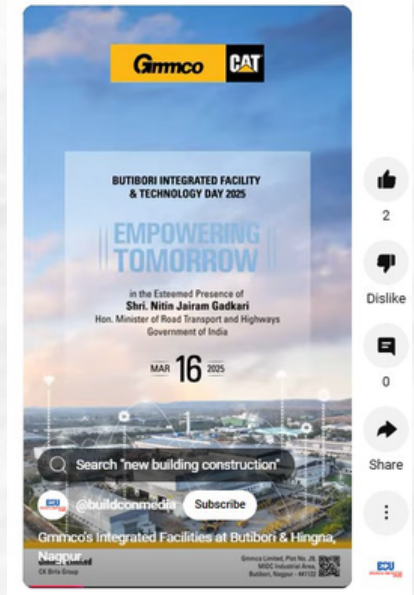 Gmmco CAT
BUTIBORI INTEGRATED FACILITY
& TECHNOLOGY DAY 2025
EMPOWERING
TOMORROW
in the Esteemed Presence of
Shri. Nitin Jairam Gadkari
Hon. Minister of Road Transport and Highways
Government of India
MAR 16 2025
2
Dislike
0
Share
Search "new building construction"
@buildconmedia Subscribe
Gmmco's Integrated Facilities at Butibori & Hingna,
Nagpur
CK Birla Group
Gmmco Limited, Plot No. J8,
MIDC Industrial Area,
Butibori, Nagpur - 441122